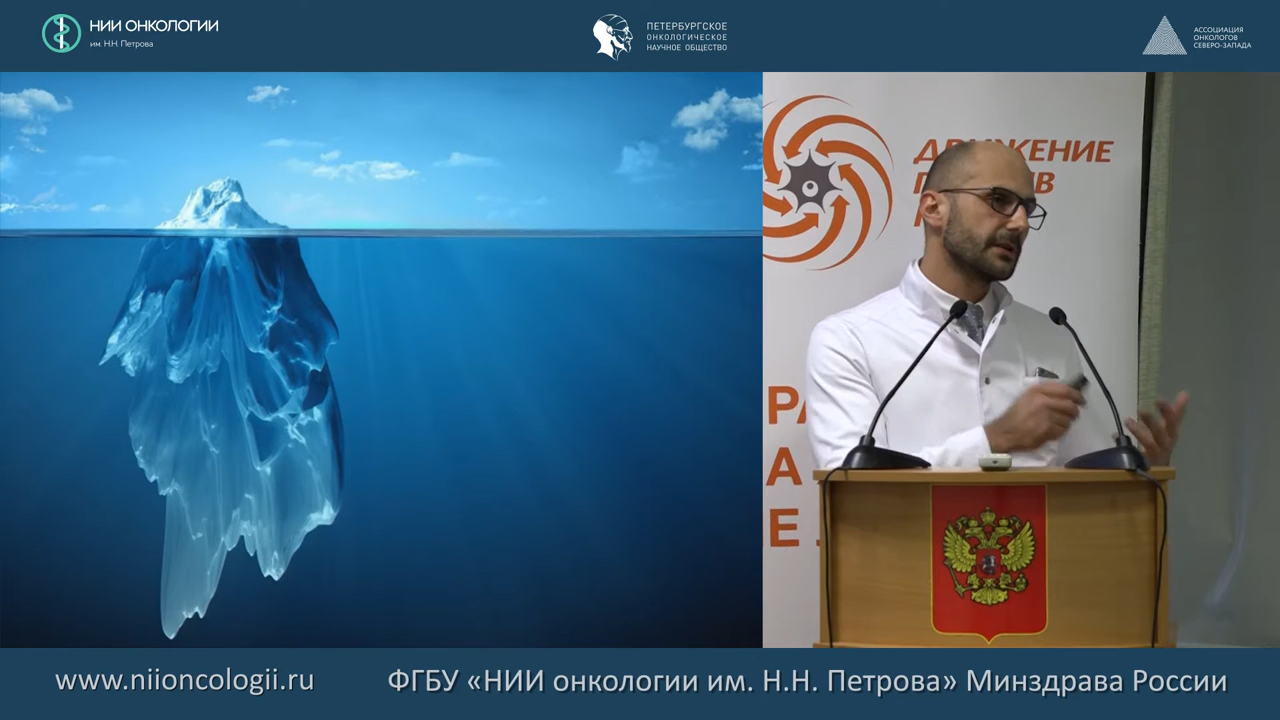 НИИ ОНКОЛОГИИ
им. Н.Н. Петрова
ПЕТЕРБУРГСКОЕ
ОНКОЛОГИЧЕСКОЕ
НАУЧНОЕ ОБЩЕСТВО
АССОЦИАЦИЯ
ОНКОЛОГОВ
СЕВЕРО-ЗАПАДА
ДВИЖЕНИЕ
www.niioncologii.ru
ФГБУ «НИИ онкологии им. Н.Н. Петрова» Минздрава России